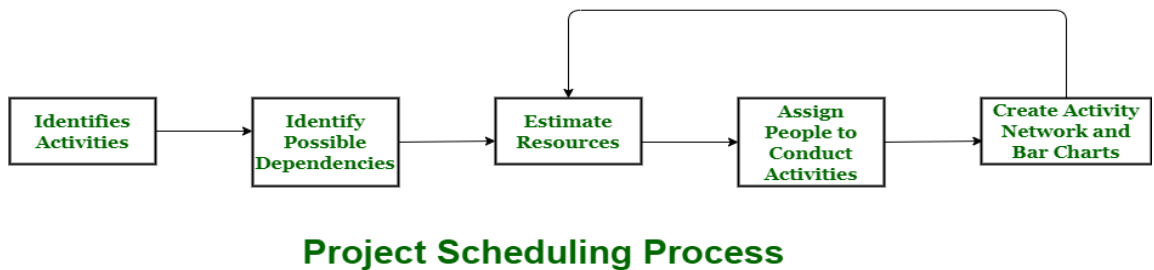 Identifies
Activities
Identify
Possible
Dependencies
Estimate
Resources
Assign
People to
Conduct
Activities
Create Activity
Network and
Bar Charts
Project Scheduling Process